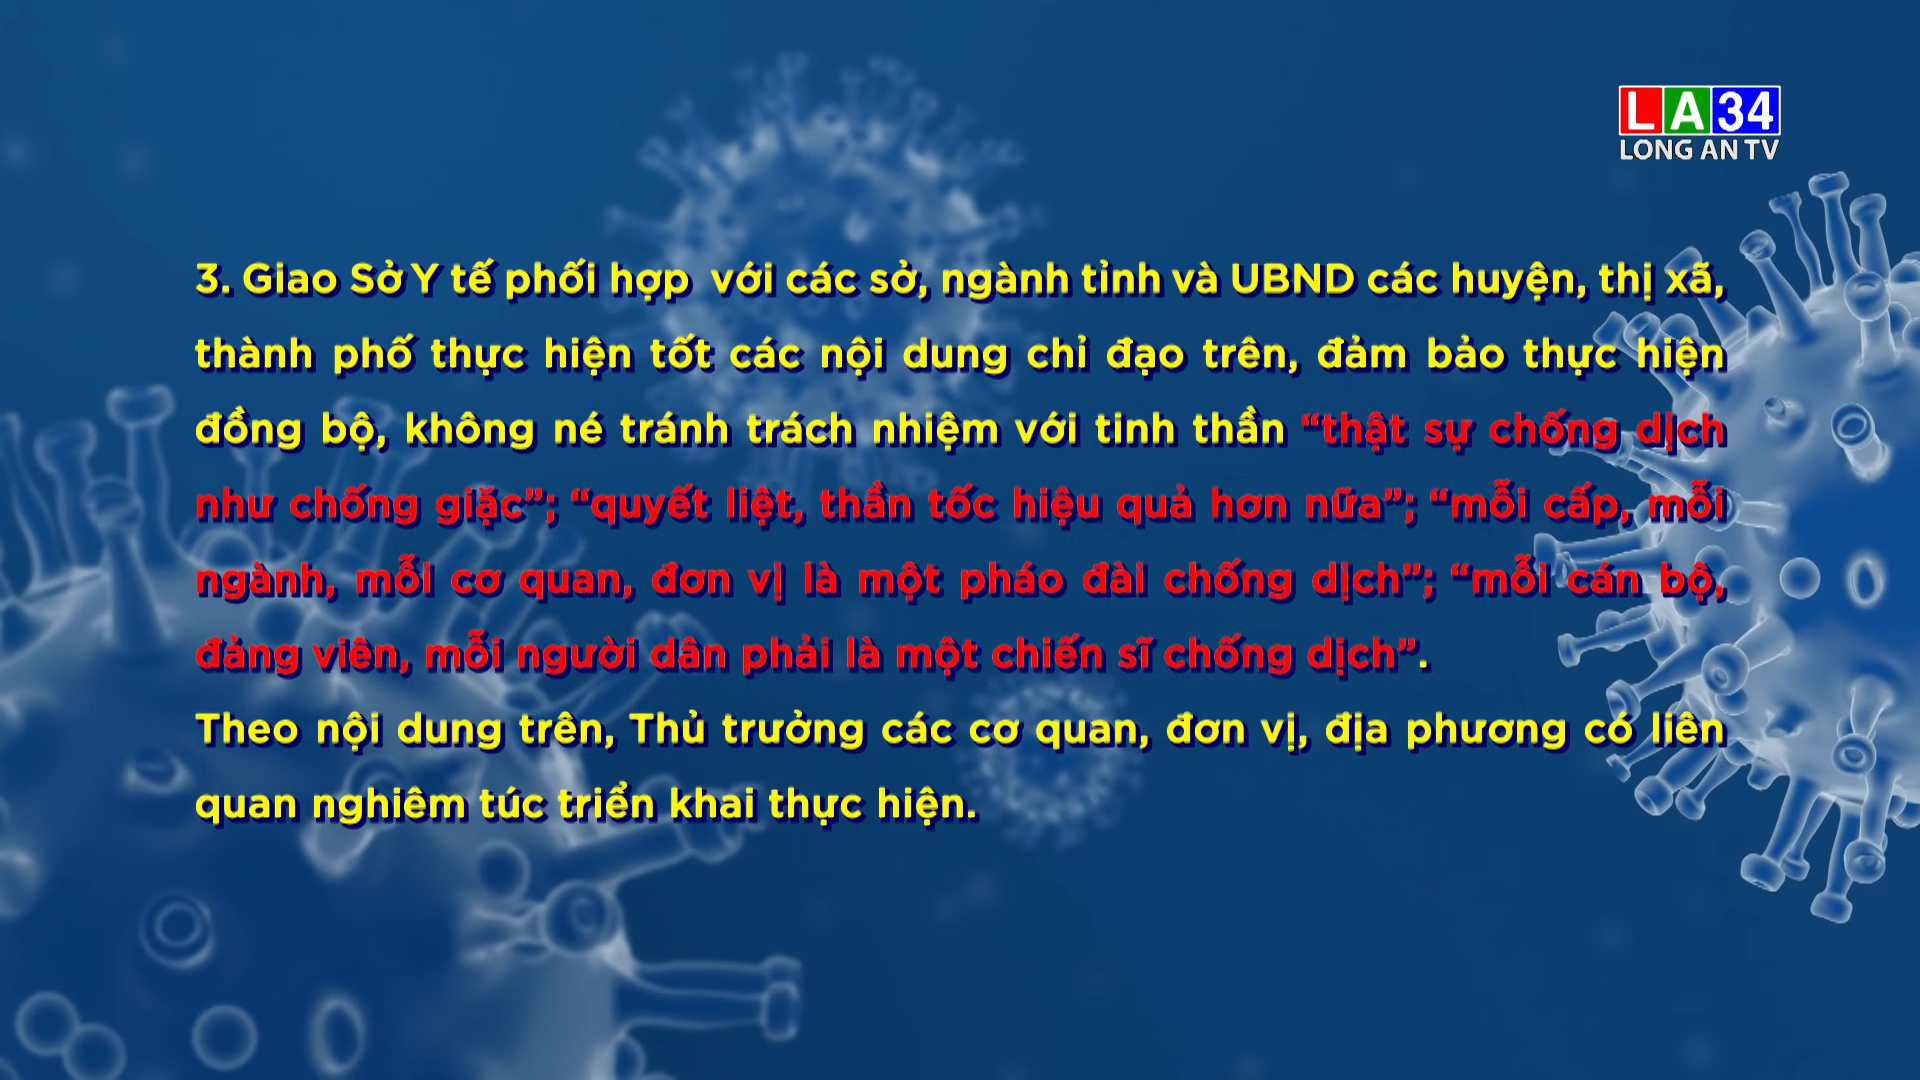 LA34
LONG AN TV
3. Giao Sở Y tế phối hợp với các sở, ngành tỉnh và UBND các huyện, thị xã,
thành phố thực hiện tốt các nội dung chỉ đạo trên, đảm bảo thực hiện
đồng bộ, không né tránh trách nhiệm với tinh thần “thật sự chống dịch
như chống giặc”; “quyết liệt, thần tốc hiệu quả hơn nữa”; “mỗi cấp, mỗi
ngành, mỗi cơ quan, đơn vị là một pháo đài chống dịch”; “mỗi cán bộ,
đảng viên, mỗi người dân phải là một chiến sĩ chống dịch”.
Theo nội dung trên, Thủ trưởng các cơ quan, đơn vị, địa phương có liên
quan nghiêm túc triển khai thực hiện.